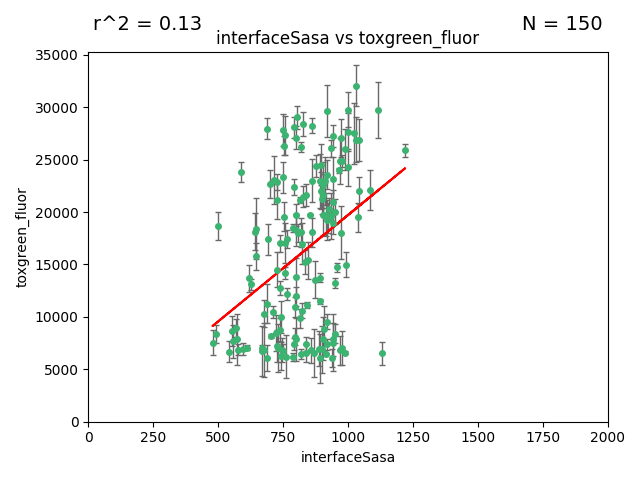 r^2 = 0.13
N = 150
interfaceSasa vs toxgreen_fluor
35000
30000
25000
20000
15000
10000
5000
0
toxgreen_fluor
0 250 500 750 1000 1250 1500 1750 2000
interfaceSasa